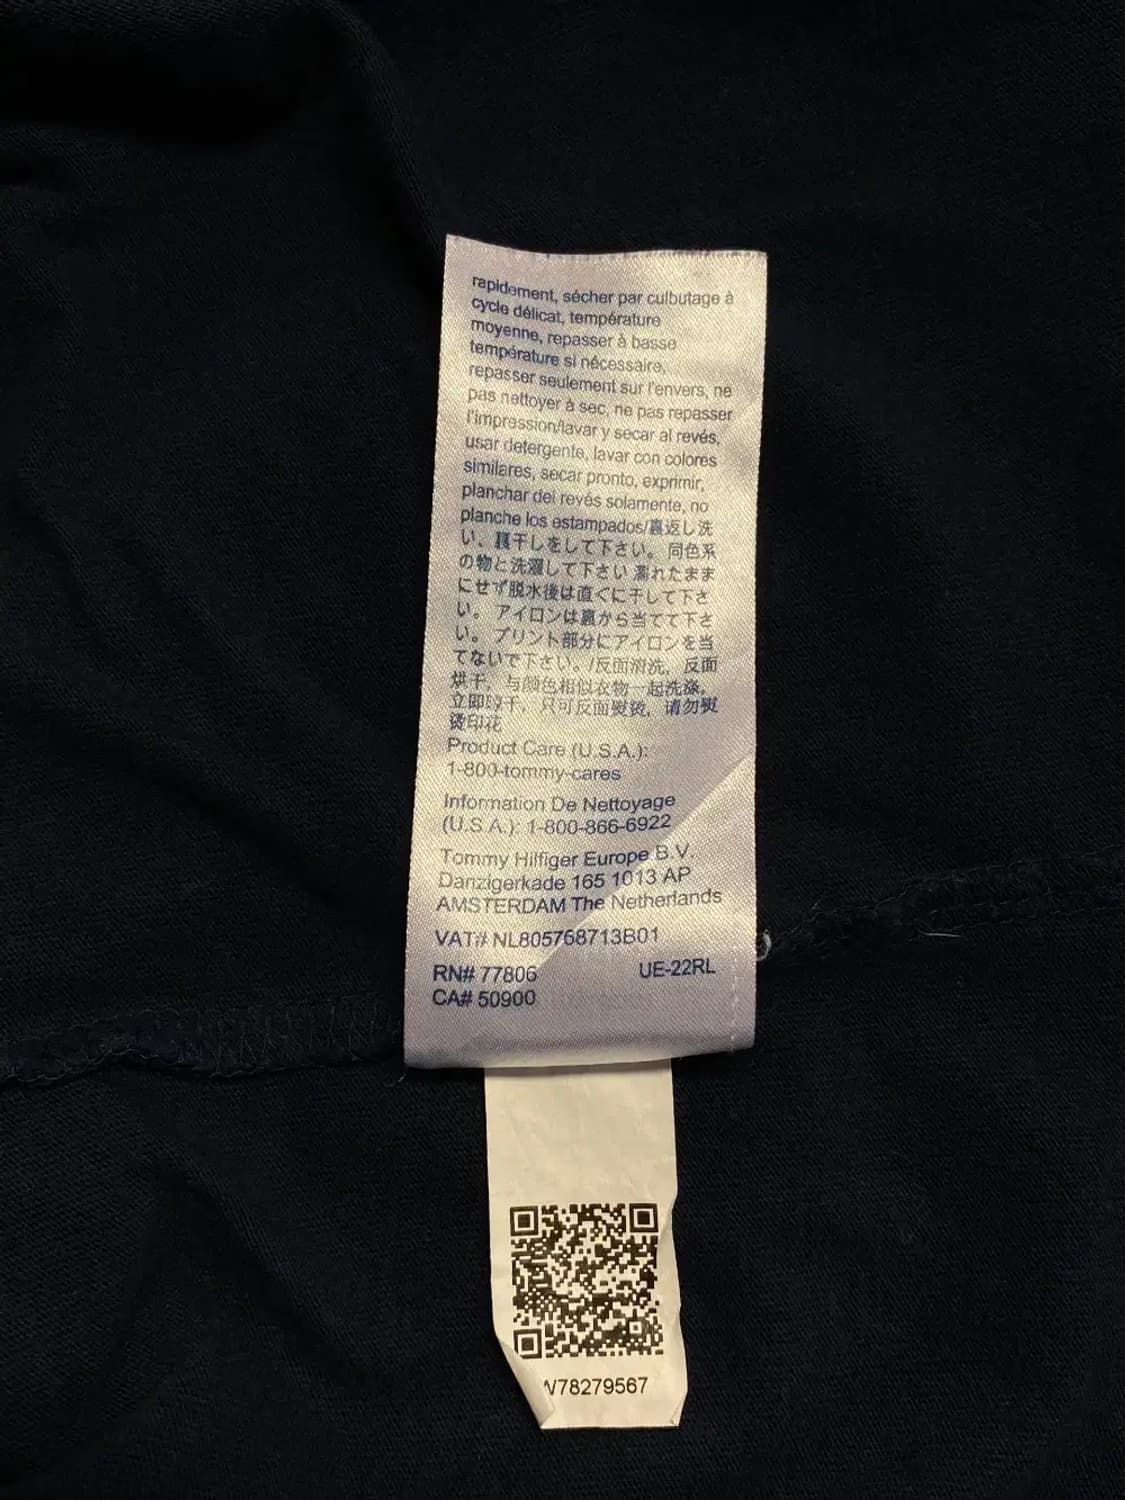 rapidement, sécher par culbutage à
cycle délicat, température
moyenne, repasser à basse
température si nécessaire,
repasser seulement sur l'envers, ne
pas nettoyer à sec, ne pas repasser
l'impression/lavar y secar al revés,
usar detergente, lavar con colores
similares, secar pronto, exprimir,
planchar del revés solamente, no
planche los estampados/裏返し洗
い、裏干しをして下さい。 同色系
の物と洗濯して下さい 濡れたまま
にせず脱水後は直ぐに干して下さ
い。 アイロンは裏から当てて下さ
い。 プリント部分にアイロンを当
てないで下さい。/反面清洗, 反面
烘干, 与颜色相似衣物一起洗涤,
立即 干, 只可反面熨烫, 请勿熨
烫印花
Product Care (U.S.A.):
1-800-tommy-cares
Information De Nettoyage
(U.S.A.): 1-800-866-6922
Tommy Hilfiger Europe B.V.
Danzigerkade 165 1013 AP
AMSTERDAM The Netherlands
VAT# NL805768713B01
RN# 77806 UE-22RL
CA# 50900
78279567